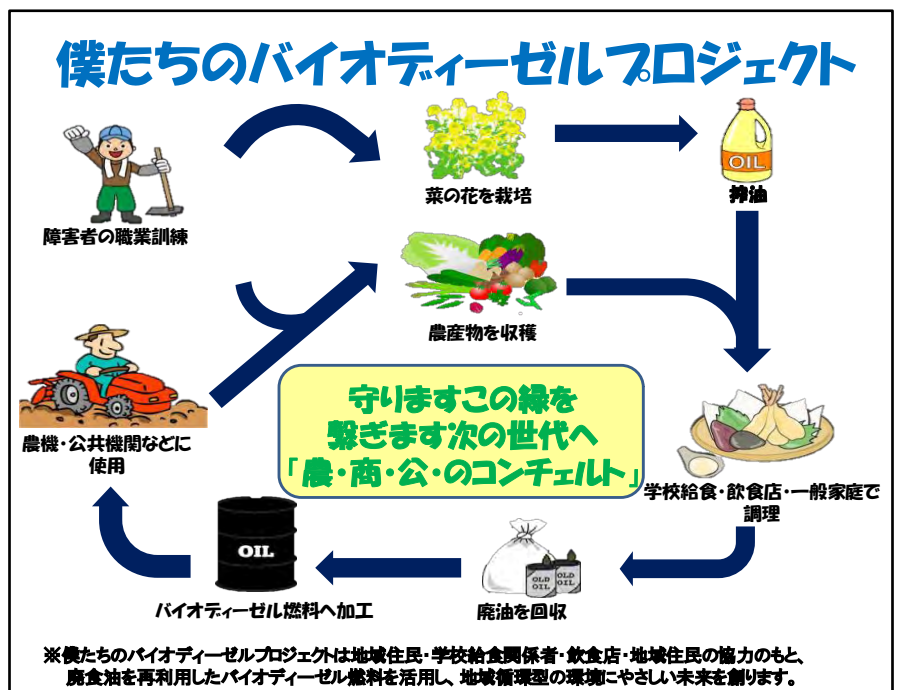 僕たちのバイオディーゼルプロジェクト
OIL
菜の花を栽培
搾油
障害者の職業訓練
農産物を収穫
守りますこの緑を
繋ぎます次の世代へ
「農・商・公・のコンチェルト」
農機・公共機関などに
使用
学校給食・飲食店・一般家庭で
調理
OIL
OLD
OIL
OLD
OIL
バイオディーゼル燃料へ加工
廃油を回収
※僕たちのバイオディーゼルプロジェクトは地域住民・学校給食関係者・飲食店・地域住民の協力のもと、
廃食油を再利用したバイオディーゼル燃料を活用し、地域循環型の環境にやさしい未来を創ります。